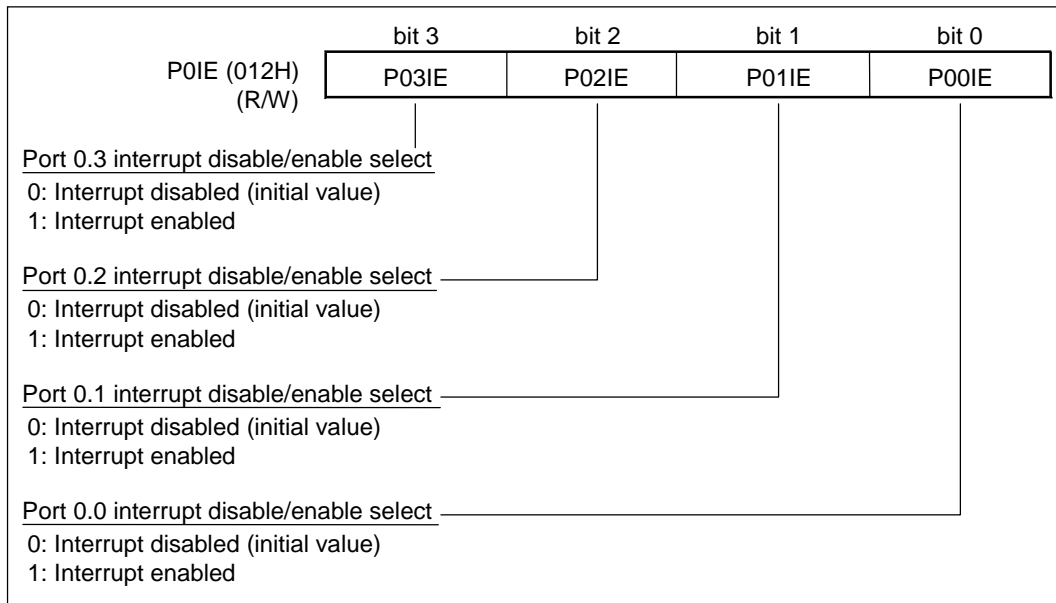 bit 3 bit 2 bit 1 bit 0
P0IE (012H) P03IE P02IE P01IE P00IE
(R/W)
Port 0.3 interrupt disable/enable select
0: Interrupt disabled (initial value)
1: Interrupt enabled
Port 0.2 interrupt disable/enable select
0: Interrupt disabled (initial value)
1: Interrupt enabled
Port 0.1 interrupt disable/enable select
0: Interrupt disabled (initial value)
1: Interrupt enabled
Port 0.0 interrupt disable/enable select
0: Interrupt disabled (initial value)
1: Interrupt enabled